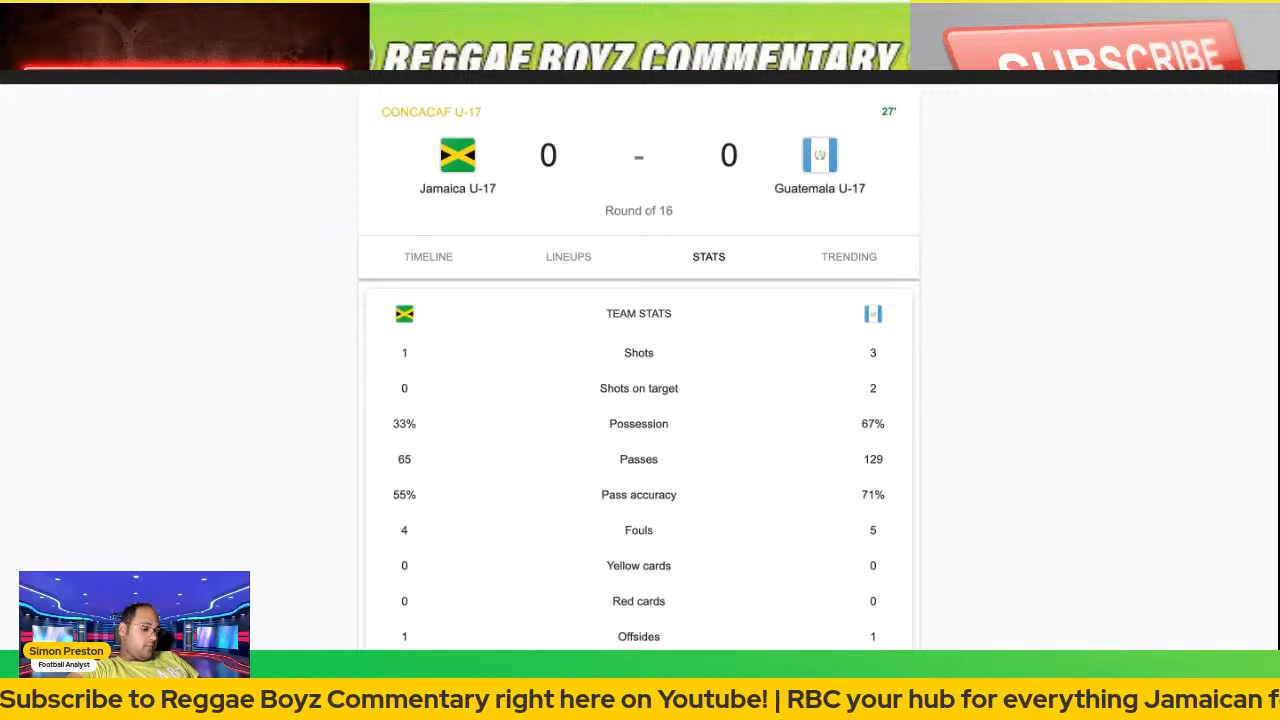 REGGAE BOYZ COMMENTARY
SUBSCRIBE
CONCACAF U-17
27'
0 - 0
Jamaica U-17
Guatemala U-17
Round of 16
TIMELINE LINEUPS STATS TRENDING
TEAM STATS
1 Shots 3
0 Shots on target 2
33% Possession 67%
65 Passes 129
55% Pass accuracy 71%
4 Fouls 5
0 Yellow cards 0
0 Red cards 0
1 Offsides 1
Simon Preston
Football Analyst
Subscribe to Reggae Boyz Commentary right here on Youtube! | RBC your hub for everything Jamaican f